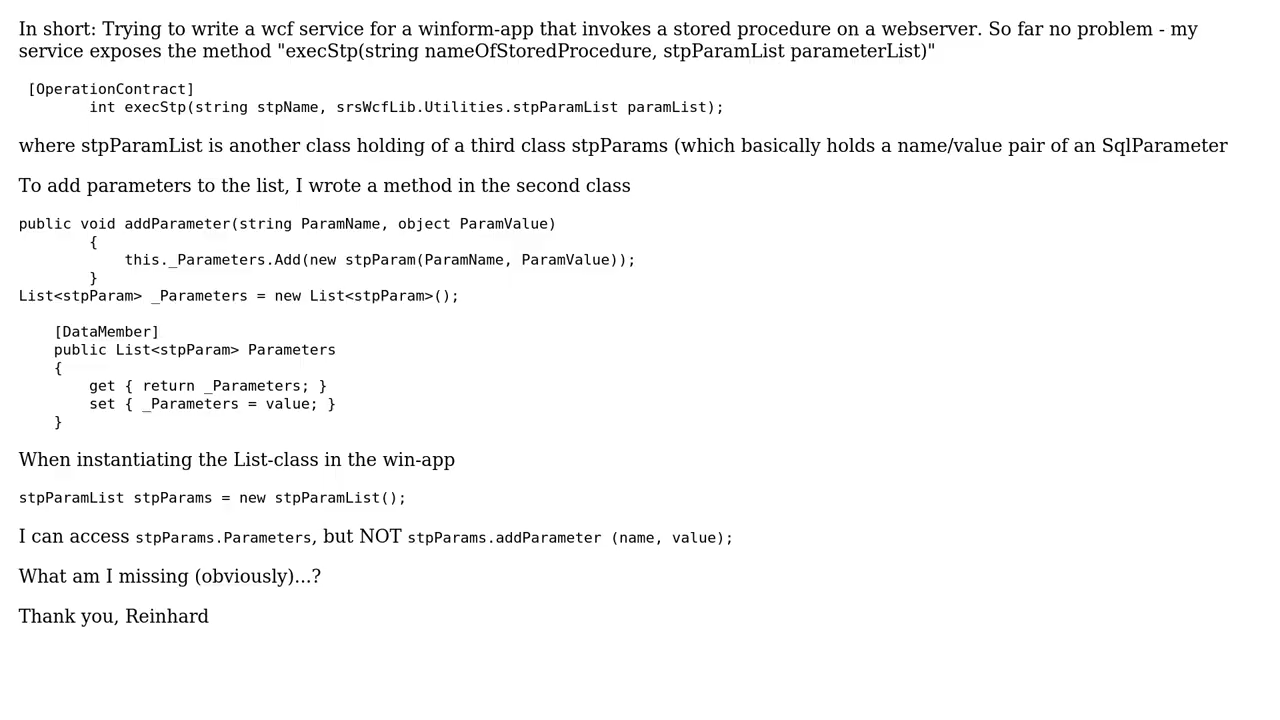 In short: Trying to write a wcf service for a winform-app that invokes a stored procedure on a webserver. So far no problem - my
service exposes the method "execStp(string nameOfStoredProcedure, stpParamList parameterList)"
[OperationContract]
int execStp(string stpName, srsWcfLib.Utilities.stpParamList paramList);
where stpParamList is another class holding of a third class stpParams (which basically holds a name/value pair of an SqlParameter
To add parameters to the list, I wrote a method in the second class
public void addParameter(string ParamName, object ParamValue)
{
this._Parameters.Add(new stpParam(ParamName, ParamValue));
}
List<stpParam> _Parameters = new List<stpParam>();
[DataMember]
public List<stpParam> Parameters
{
get { return _Parameters; }
set { _Parameters = value; }
}
When instantiating the List-class in the win-app
stpParamList stpParams = new stpParamList();
I can access stpParams.Parameters, but NOT stpParams.addParameter (name, value);
What am I missing (obviously)...?
Thank you, Reinhard